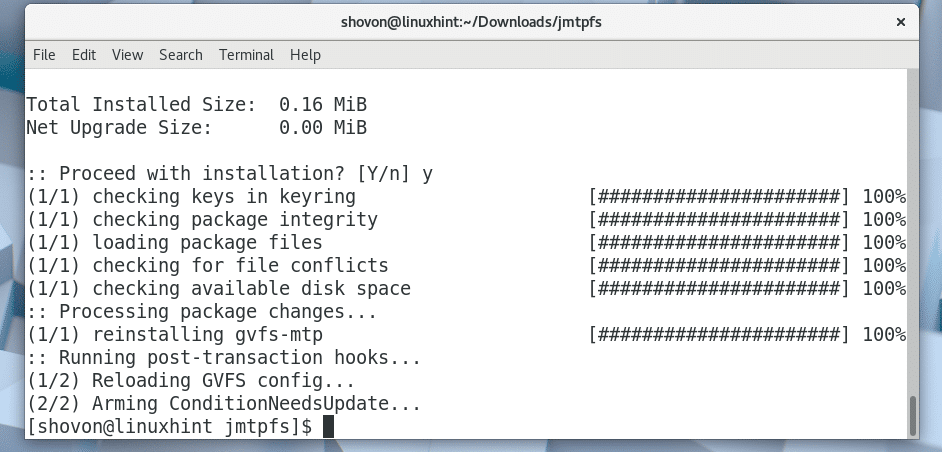 shovon@linuxhint:~/Downloads/jmtpfs ×
File Edit View Search Terminal Help
Total Installed Size:  0.16 MiB
Net Upgrade Size:      0.00 MiB
:: Proceed with installation? [Y/n] y
(1/1) checking keys in keyring [######################] 100%
(1/1) checking package integrity [######################] 100%
(1/1) loading package files [######################] 100%
(1/1) checking for file conflicts [######################] 100%
(1/1) checking available disk space [######################] 100%
:: Processing package changes...
(1/1) reinstalling gvfs-mtp [######################] 100%
:: Running post-transaction hooks...
(1/2) Reloading GVFS config...
(2/2) Arming ConditionNeedsUpdate...
[shovon@linuxhint jmtpfs]$